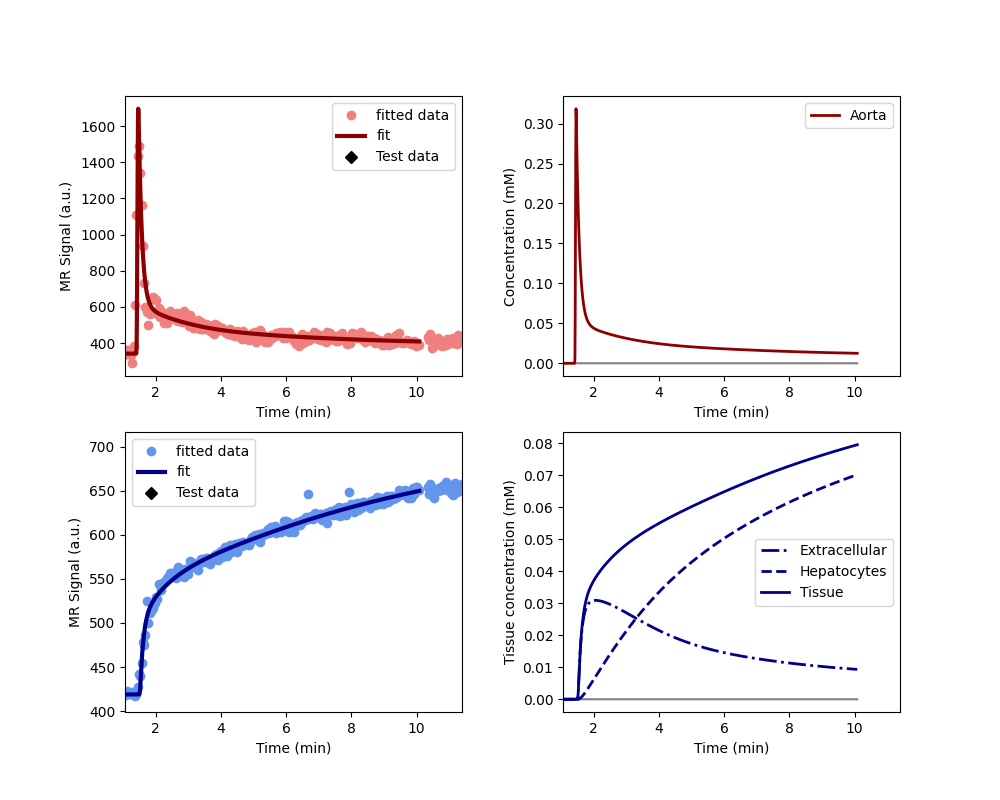 MR Signal (a.u.)
1600
1400
1200
1000
800
600
400
2 4 6 8 10
Time (min)
fitted data
fit
Test data
Concentration (mM)
0.30
0.25
0.20
0.15
0.10
0.05
0.00
2 4 6 8 10
Time (min)
Aorta
MR Signal (a.u.)
700
650
600
550
500
450
400
2 4 6 8 10
Time (min)
fitted data
fit
Test data
Tissue concentration (mM)
0.08
0.07
0.06
0.05
0.04
0.03
0.02
0.01
0.00
2 4 6 8 10
Time (min)
Extracellular
Hepatocytes
Tissue